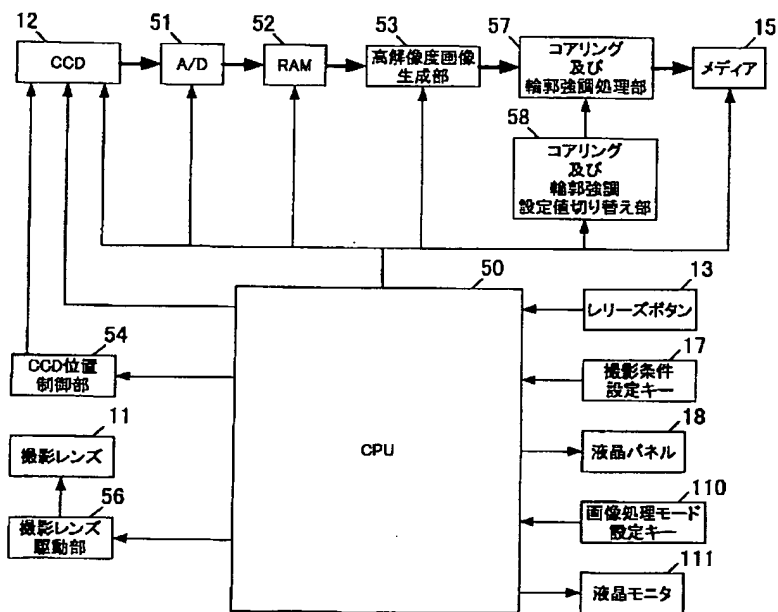 12
51
52
53
57
15
CCD
A/D
RAM
高解像度画像
生成部
コアリング
及び
輪郭強調処理部
メディア
58
コアリング
及び
輪郭強調
設定値切り替え部
50
13
レリーズボタン
54
CCD位置
制御部
17
撮影条件
設定キー
11
撮影レンズ
CPU
18
液晶パネル
56
撮影レンズ
駆動部
110
画像処理モード
設定キー
111
液晶モニタ